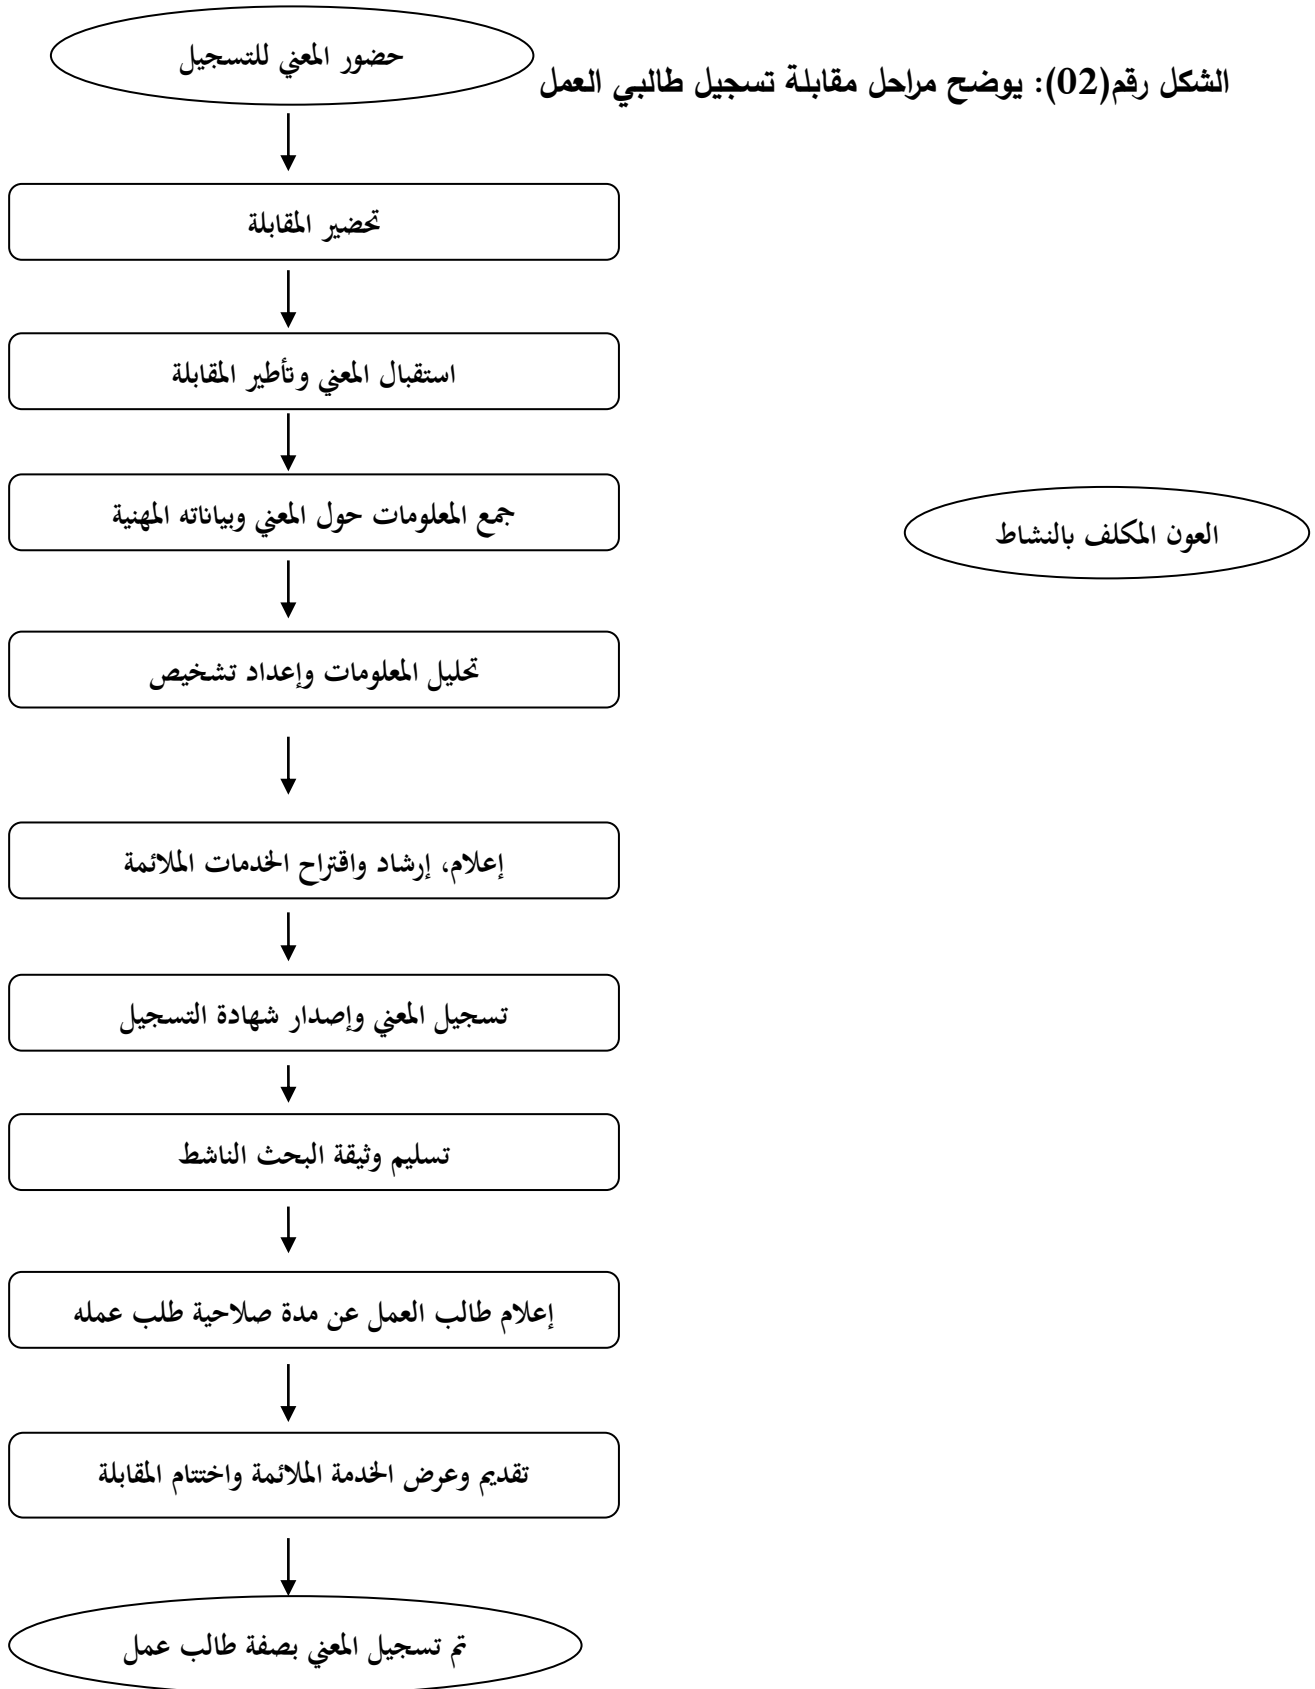 حضور المعني للتسجيل
الشكل رقم(02): يوضح مراحل مقابلة تسجيل طالبي العمل
تحضير المقابلة
استقبال المعني وتأطير المقابلة
جمع المعلومات حول المعني وبياناته المهنية
العون المكلف بالنشاط
تحليل المعلومات وإعداد تشخيص
إعلام، إرشاد واقتراح الخدمات الملائمة
تسجيل المعني وإصدار شهادة التسجيل
تسليم وثيقة البحث الناشط
إعلام طالب العمل عن مدة صلاحية طلب عمله
تقديم وعرض الخدمة الملائمة واختتام المقابلة
تم تسجيل المعني بصفة طالب عمل